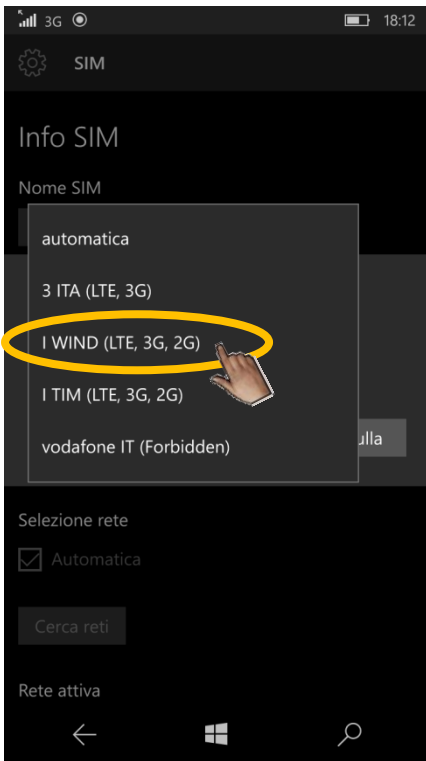 3G 18:12
SIM
Info SIM
Nome SIM
automatica
3 ITA (LTE, 3G)
I WIND (LTE, 3G, 2G)
I TIM (LTE, 3G, 2G)
ulla
vodafone IT (Forbidden)
Selezione rete
Automatica
Cerca reti
Rete attiva